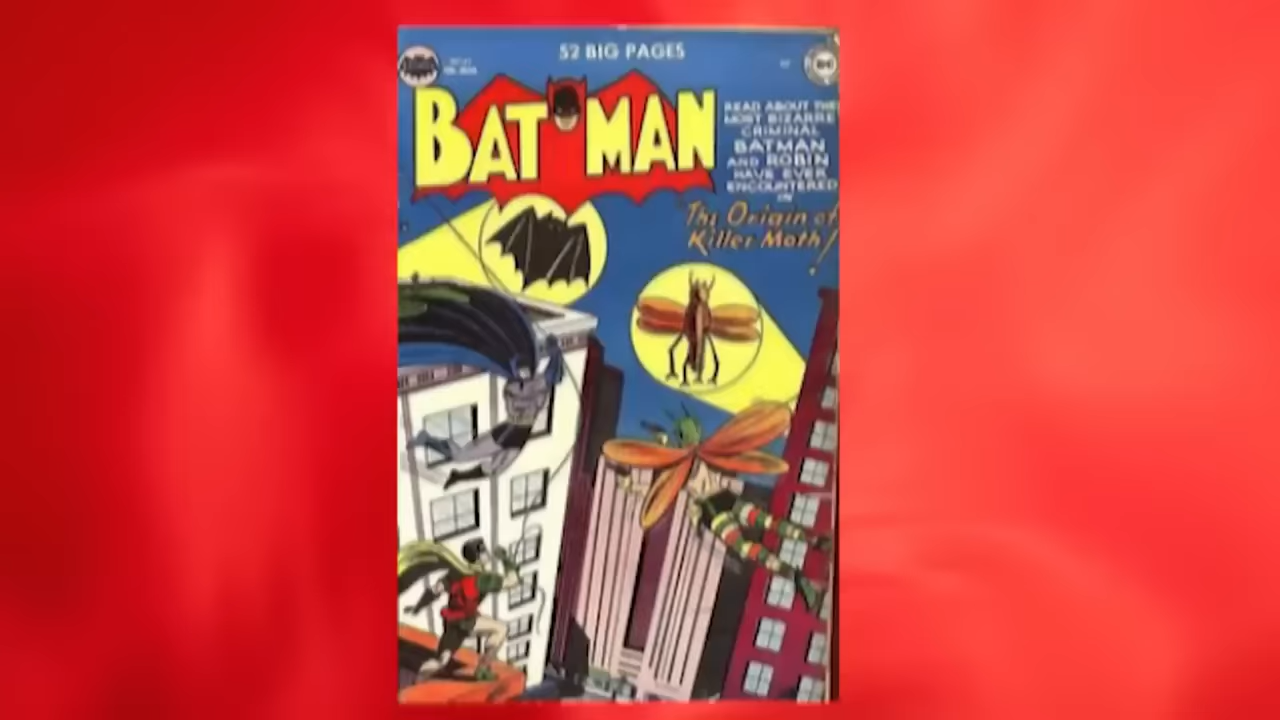 52 BIG PAGES
BATMAN
READ ABOUT THE
MOST BIZARRE
CRIMINAL
BATMAN
AND ROBIN
HAVE EVER
ENCOUNTERED
IN
"The Origin of
Killer Moth!